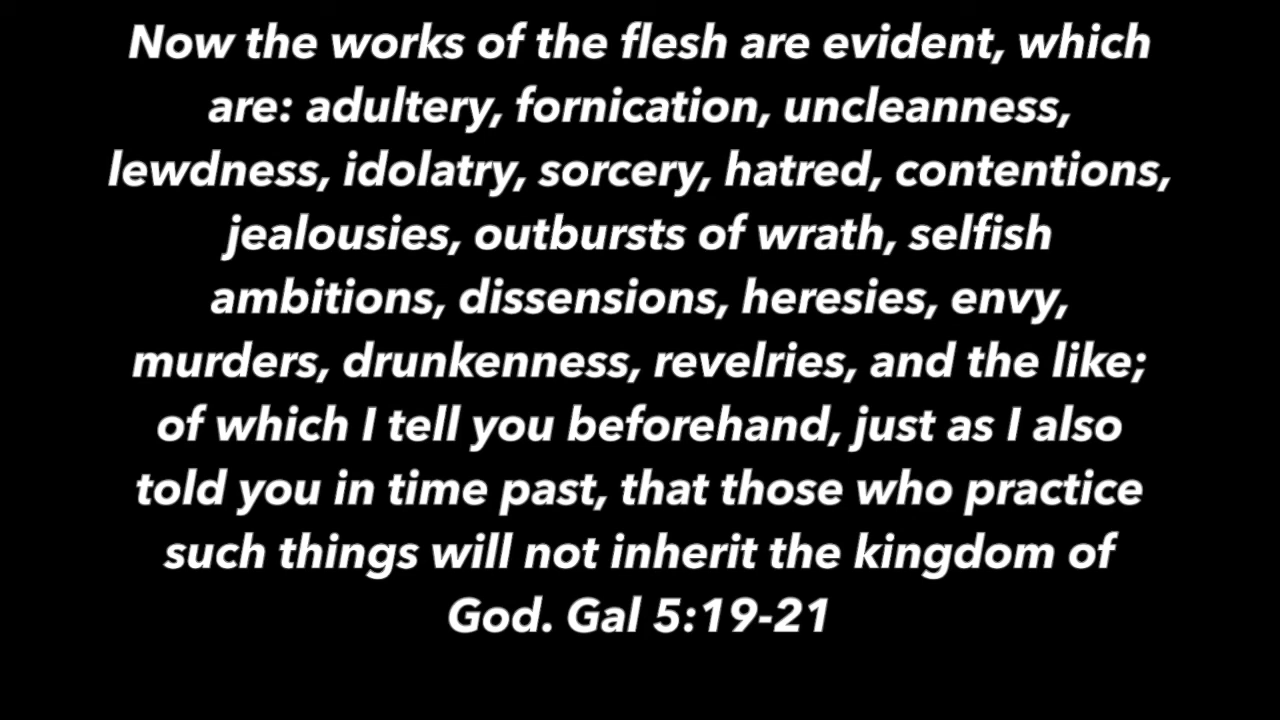 Now the works of the flesh are evident, which
are: adultery, fornication, uncleanness,
lewdness, idolatry, sorcery, hatred, contentions,
jealousies, outbursts of wrath, selfish
ambitions, dissensions, heresies, envy,
murders, drunkenness, revelries, and the like;
of which I tell you beforehand, just as I also
told you in time past, that those who practice
such things will not inherit the kingdom of
God. Gal 5:19-21